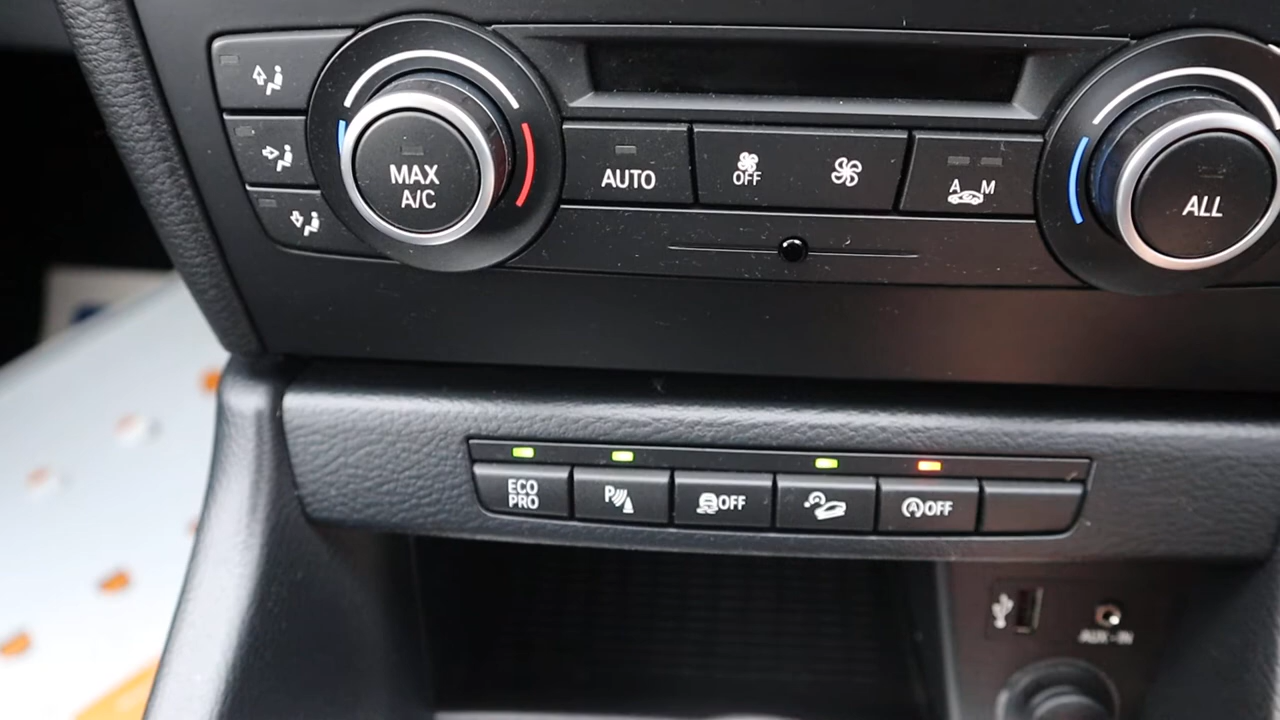 MAX
A/C
AUTO
OFF
A M
ALL
ECO
PRO
P
OFF
A OFF
AUX-IN